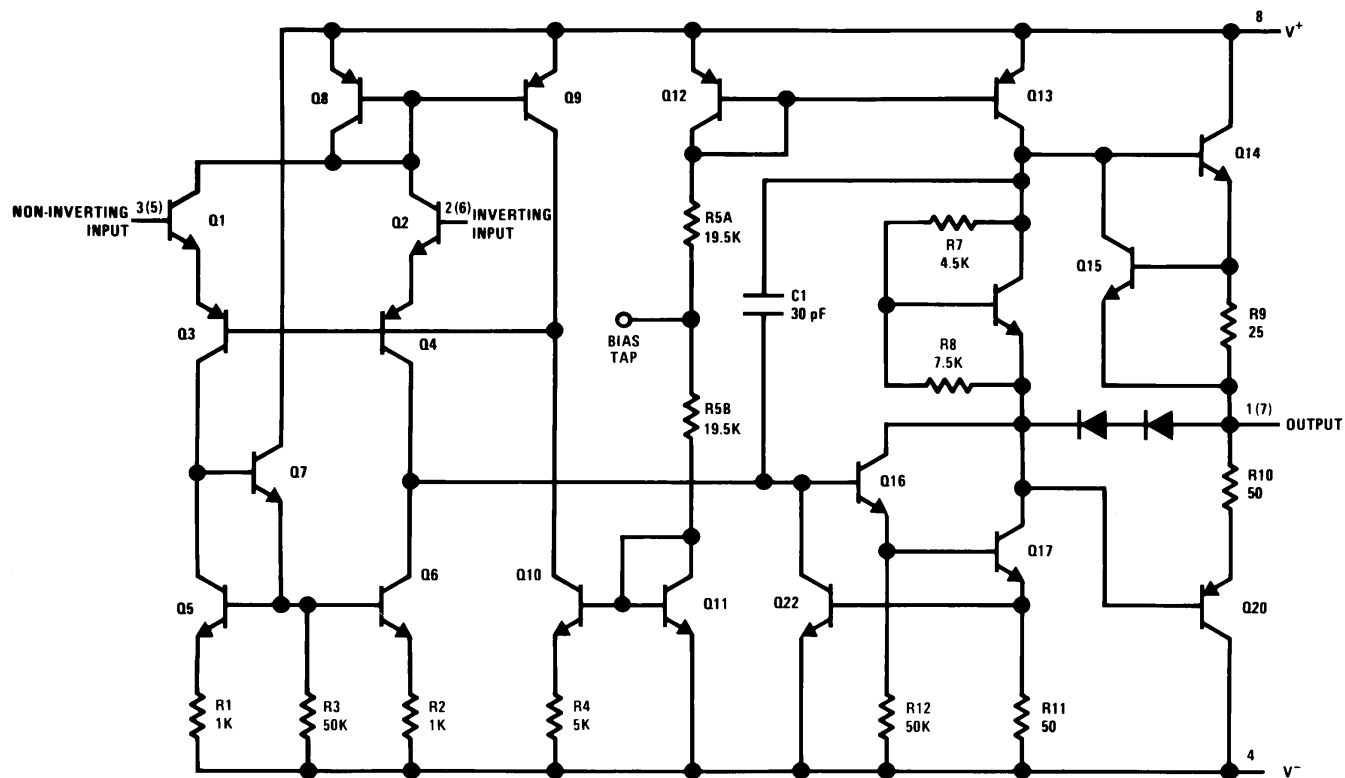 8
V+
Q8
Q9
Q12
Q13
Q14
NON-INVERTING
INPUT
3(5)
Q1
Q2
2(6)
INVERTING
INPUT
R5A
19.5K
R7
4.5K
Q15
C1
30 pF
Q3
Q4
BIAS
TAP
R9
25
R8
7.5K
R5B
19.5K
1(7)
OUTPUT
Q7
Q16
R10
50
Q17
Q5
Q6
Q10
Q11
Q22
Q20
R1
1K
R3
50K
R2
1K
R4
5K
R12
50K
R11
50
4
V−